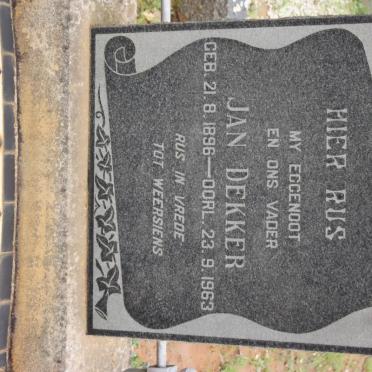 HIER RUS
MY EGGENOOT
EN ONS VADER
JAN DEKKER
GEB. 21. 8. 1896—OORL. 23. 9. 1963
RUS IN VREDE
TOT WEERSIENS